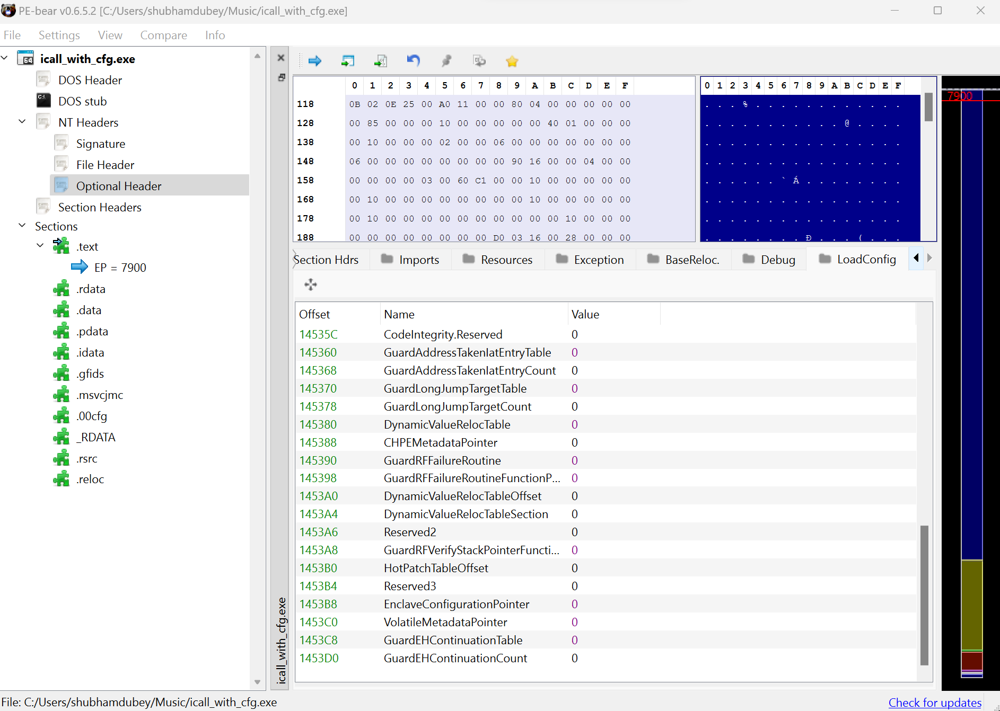 PE-bear v0.6.5.2 [C:/Users/shubhamdubey/Music/icall_with_cfg.exe]
File Settings View Compare Info
icall_with_cfg.exe
DOS Header
DOS stub
NT Headers
Signature
File Header
Optional Header
Section Headers
Sections
.text
EP = 7900
.rdata
.data
.pdata
.idata
.gfids
.msvcjmc
.00cfg
_RDATA
.rsrc
.reloc
icall_with_cfg.exe
0 1 2 3 4 5 6 7 8 9 A B C D E F
118 0B 02 0E 25 00 A0 11 00 00 80 04 00 00 00 00 00
128 00 85 00 00 00 10 00 00 00 00 00 40 01 00 00 00
138 00 10 00 00 00 02 00 00 06 00 00 00 00 00 00 00
148 06 00 00 00 00 00 00 00 00 90 16 00 00 04 00 00
158 00 00 00 00 03 00 60 C1 00 00 10 00 00 00 00 00
168 00 10 00 00 00 00 00 00 00 00 10 00 00 00 00 00
178 00 10 00 00 00 00 00 00 00 00 00 00 10 00 00 00
188 00 00 00 00 00 00 00 00 D0 03 16 00 28 00 00 00
0 1 2 3 4 5 6 7 8 9 A B C D E F
. . . % . . . . . . . . . . . .
. . . . . . . . . . . @ . . . .
. . . . . . . . . . . . . . . .
. . . . . . . . . . . . . . . .
. . . . . . ` Á . . . . . . . .
. . . . . . . . . . . . . . . .
. . . . . . . . . . . . . . . .
. . . . . . . . Ð . . . ( . . .
7900
Section Hdrs Imports Resources Exception BaseReloc. Debug LoadConfig
Offset Name Value
14535C CodeIntegrity.Reserved 0
145360 GuardAddressTakenIatEntryTable 0
145368 GuardAddressTakenIatEntryCount 0
145370 GuardLongJumpTargetTable 0
145378 GuardLongJumpTargetCount 0
145380 DynamicValueRelocTable 0
145388 CHPEMetadataPointer 0
145390 GuardRFFailureRoutine 0
145398 GuardRFFailureRoutineFunctionP... 0
1453A0 DynamicValueRelocTableOffset 0
1453A4 DynamicValueRelocTableSection 0
1453A6 Reserved2 0
1453A8 GuardRFVerifyStackPointerFuncti... 0
1453B0 HotPatchTableOffset 0
1453B4 Reserved3 0
1453B8 EnclaveConfigurationPointer 0
1453C0 VolatileMetadataPointer 0
1453C8 GuardEHContinuationTable 0
1453D0 GuardEHContinuationCount 0
File: C:/Users/shubhamdubey/Music/icall_with_cfg.exe
Check for updates